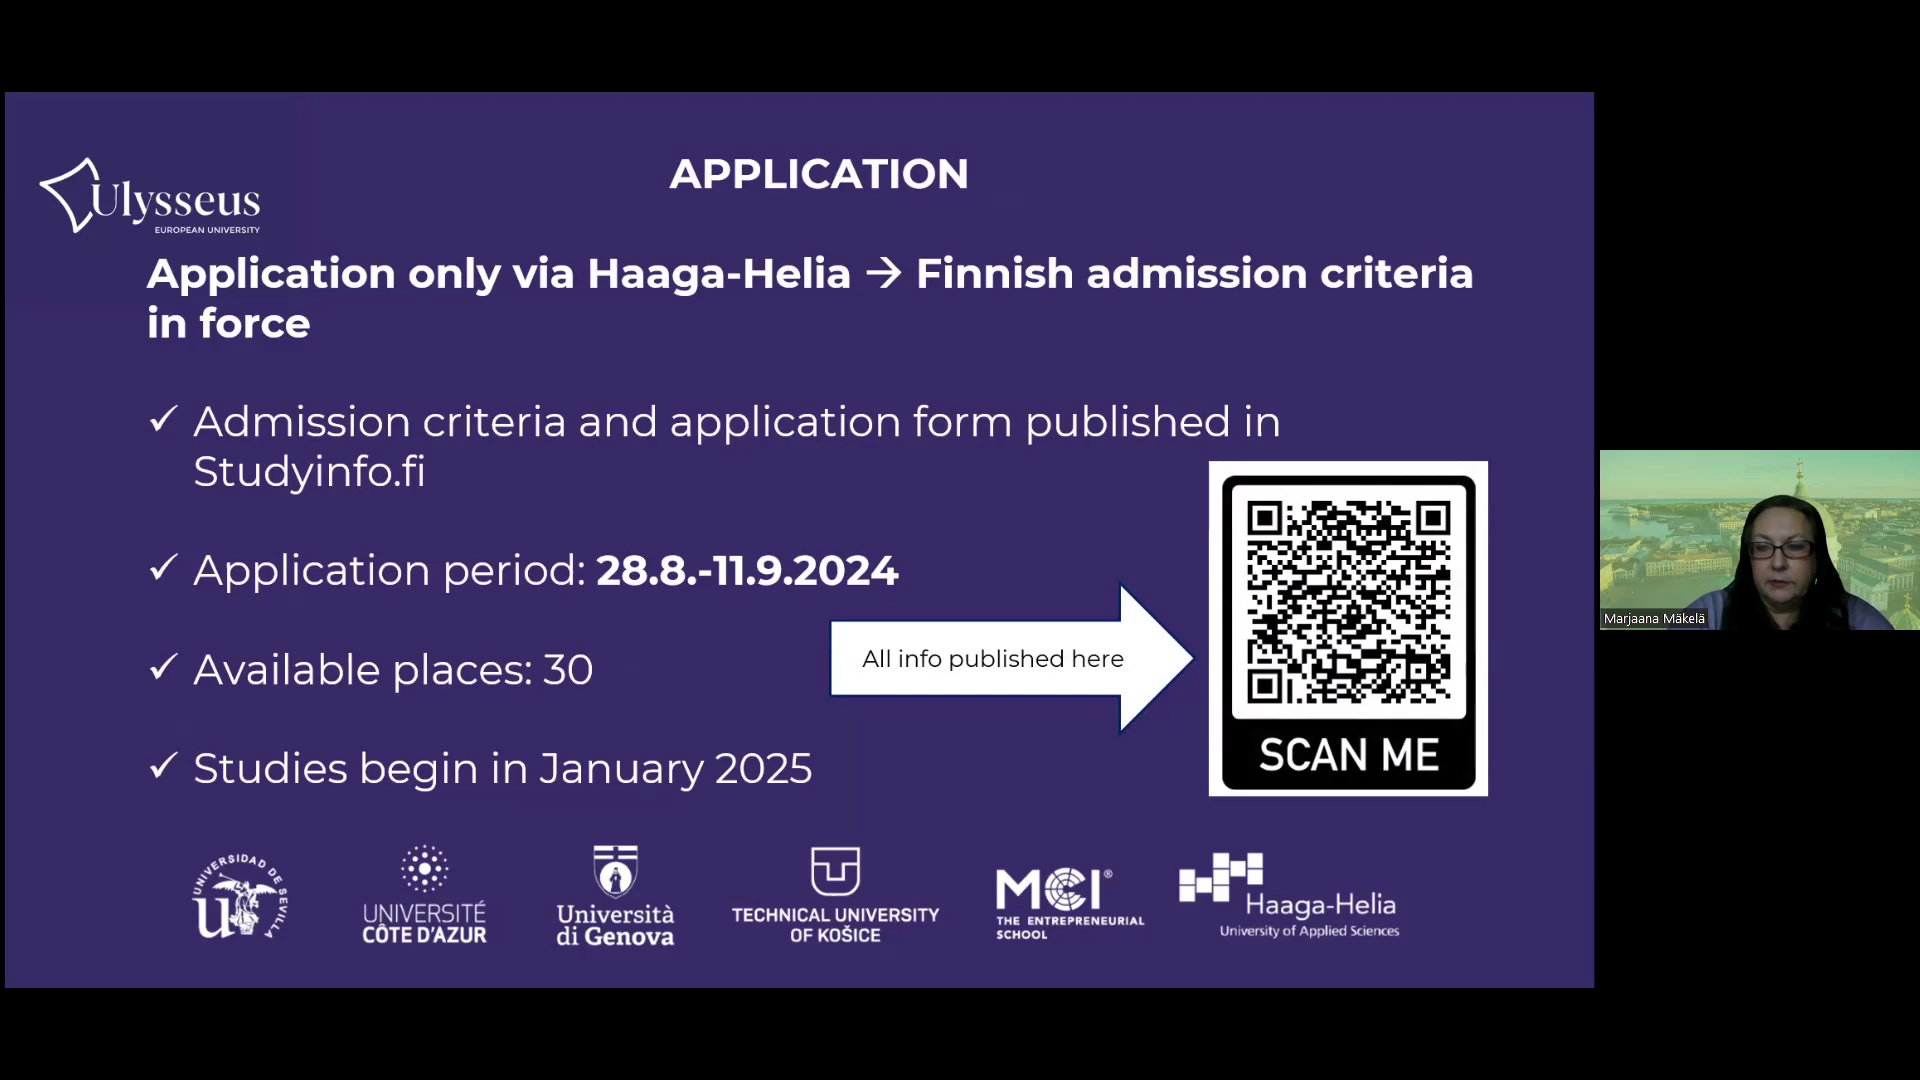 Ulysseus
EUROPEAN UNIVERSITY
APPLICATION
Application only via Haaga-Helia → Finnish admission criteria
in force
✓ Admission criteria and application form published in
Studyinfo.fi
✓ Application period: 28.8.-11.9.2024
✓ Available places: 30
✓ Studies begin in January 2025
All info published here
SCAN ME
Marjaana Mäkelä
UNIVERSIDAD DE SEVILLA
US
UNIVERSITÉ
CÔTE D'AZUR
Università
di Genova
TECHNICAL UNIVERSITY
OF KOŠICE
MCI®
THE ENTREPRENEURIAL
SCHOOL
Haaga-Helia
University of Applied Sciences